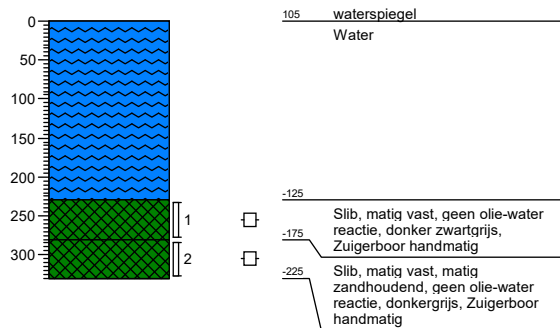 0
50
100
150
200
250
300
1
2
105 waterspiegel
Water
-125
Slib, matig vast, geen olie-water
reactie, donker zwartgrijs,
Zuigerboor handmatig
-175
Slib, matig vast, matig
zandhoudend, geen olie-water
reactie, donkergrijs, Zuigerboor
handmatig
-225